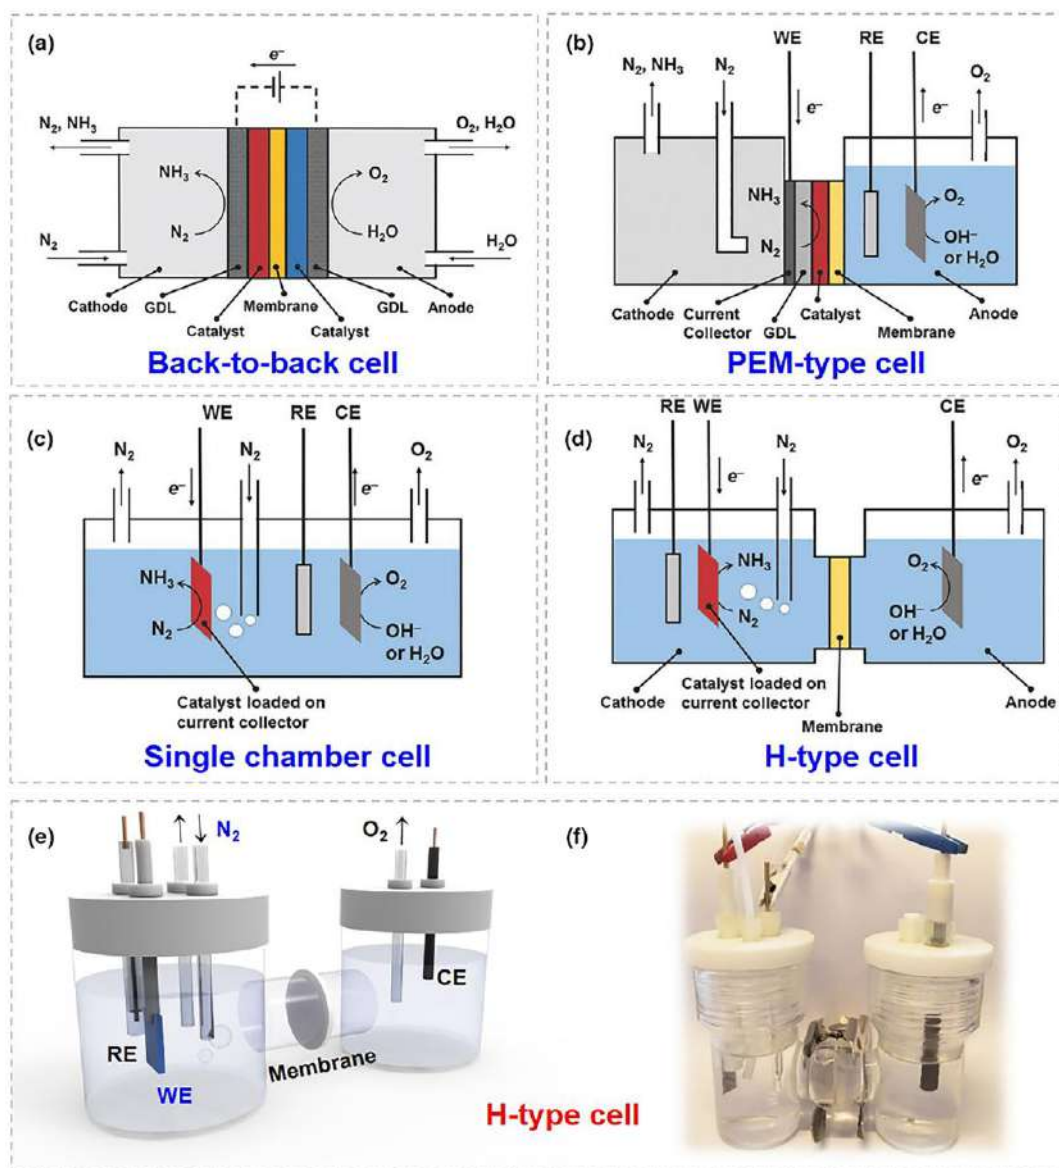 (a)
e⁻
N₂, NH₃
O₂, H₂O
NH₃
O₂
N₂
H₂O
N₂
H₂O
Cathode
GDL
Membrane
GDL
Anode
Catalyst
Catalyst
Back-to-back cell
(b)
WE
RE
CE
N₂, NH₃
N₂
O₂
e⁻
e⁻
NH₃
N₂
O₂
OH⁻
or H₂O
Cathode
Current
Collector
GDL
Catalyst
Membrane
Anode
PEM-type cell
(c)
WE
RE
CE
N₂
N₂
O₂
e⁻
e⁻
NH₃
N₂
O₂
OH⁻
or H₂O
Catalyst loaded on
current collector
Single chamber cell
(d)
RE
WE
CE
N₂
N₂
O₂
e⁻
e⁻
NH₃
N₂
O₂
OH⁻
or H₂O
Cathode
Catalyst loaded on
current collector
Membrane
Anode
H-type cell
(e)
N₂
O₂
RE
WE
CE
Membrane
H-type cell
(f)